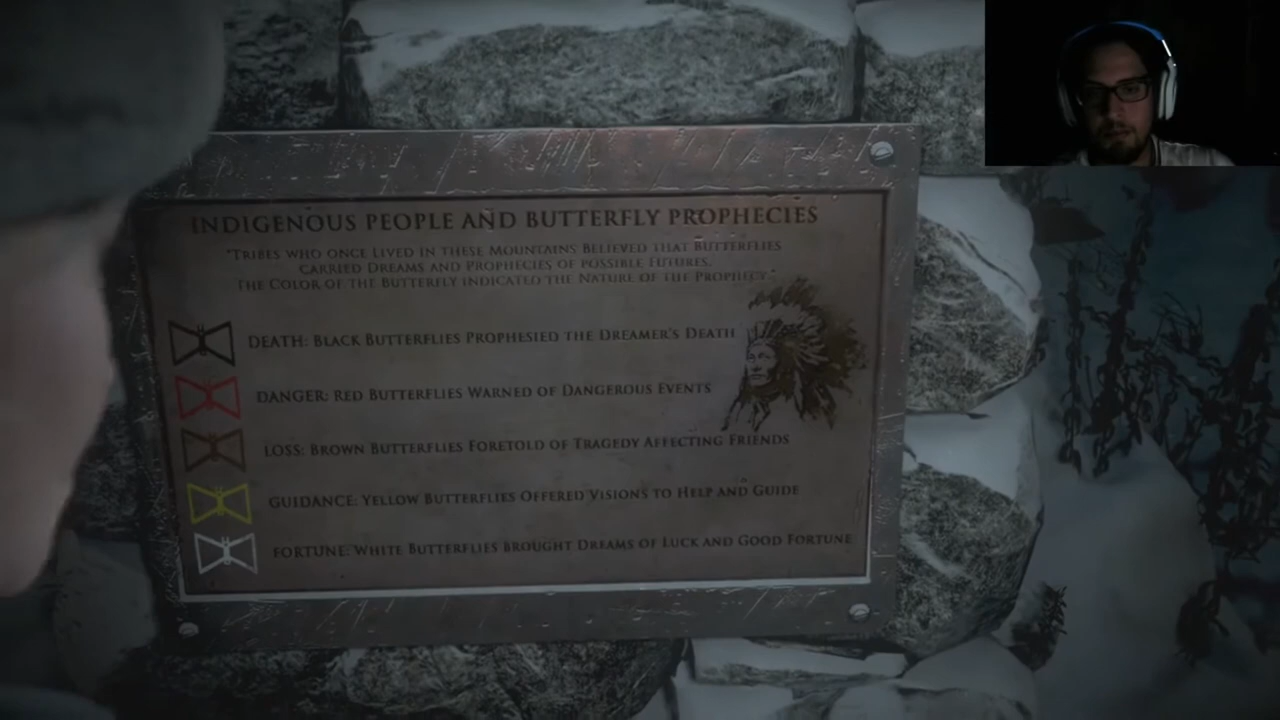 INDIGENOUS PEOPLE AND BUTTERFLY PROPHECIES
"TRIBES WHO ONCE LIVED IN THESE MOUNTAINS BELIEVED THAT BUTTERFLIES
CARRIED DREAMS AND PROPHECIES OF POSSIBLE FUTURES.
THE COLOR OF THE BUTTERFLY INDICATED THE NATURE OF THE PROPHECY."
DEATH: BLACK BUTTERFLIES PROPHESIED THE DREAMER'S DEATH
DANGER: RED BUTTERFLIES WARNED OF DANGEROUS EVENTS
LOSS: BROWN BUTTERFLIES FORETOLD OF TRAGEDY AFFECTING FRIENDS
GUIDANCE: YELLOW BUTTERFLIES OFFERED VISIONS TO HELP AND GUIDE
FORTUNE: WHITE BUTTERFLIES BROUGHT DREAMS OF LUCK AND GOOD FORTUNE